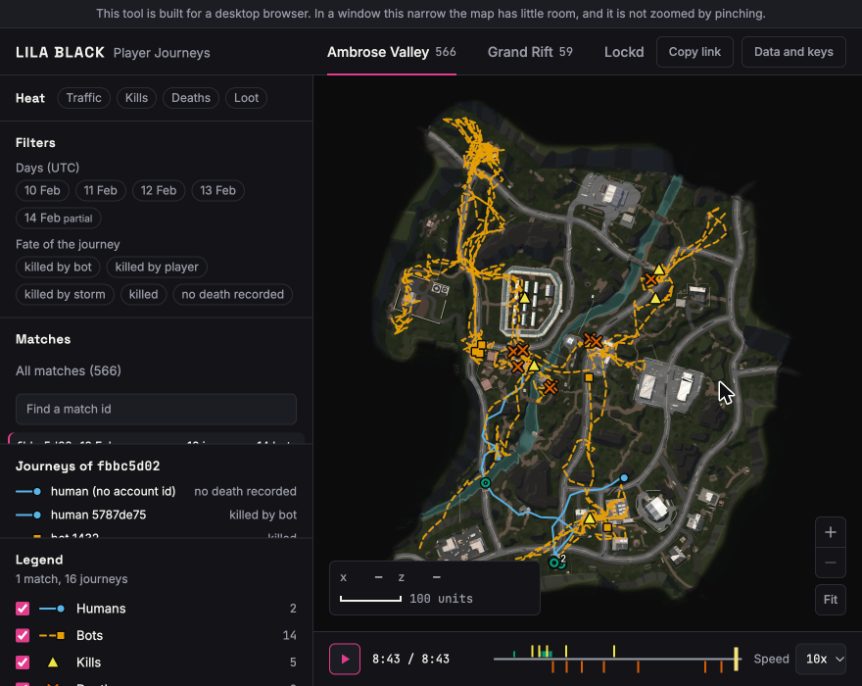 This tool is built for a desktop browser. In a window this narrow the map has little room, and it is not zoomed by pinching.
LILA BLACK Player Journeys
Ambrose Valley 566 Grand Rift 59 Lockd Copy link Data and keys
Heat Traffic Kills Deaths Loot
Filters
Days (UTC)
10 Feb 11 Feb 12 Feb 13 Feb
14 Feb partial
Fate of the journey
killed by bot killed by player
killed by storm killed no death recorded
Matches
All matches (566)
Find a match id
Journeys of fbbc5d02
human (no account id) no death recorded
human 5787de75 killed by bot
bot 1432 killed
Legend
1 match, 16 journeys
Humans 2
Bots 14
Kills 5
2
x – z –
100 units
+
−
Fit
8:43 / 8:43
Speed 10x